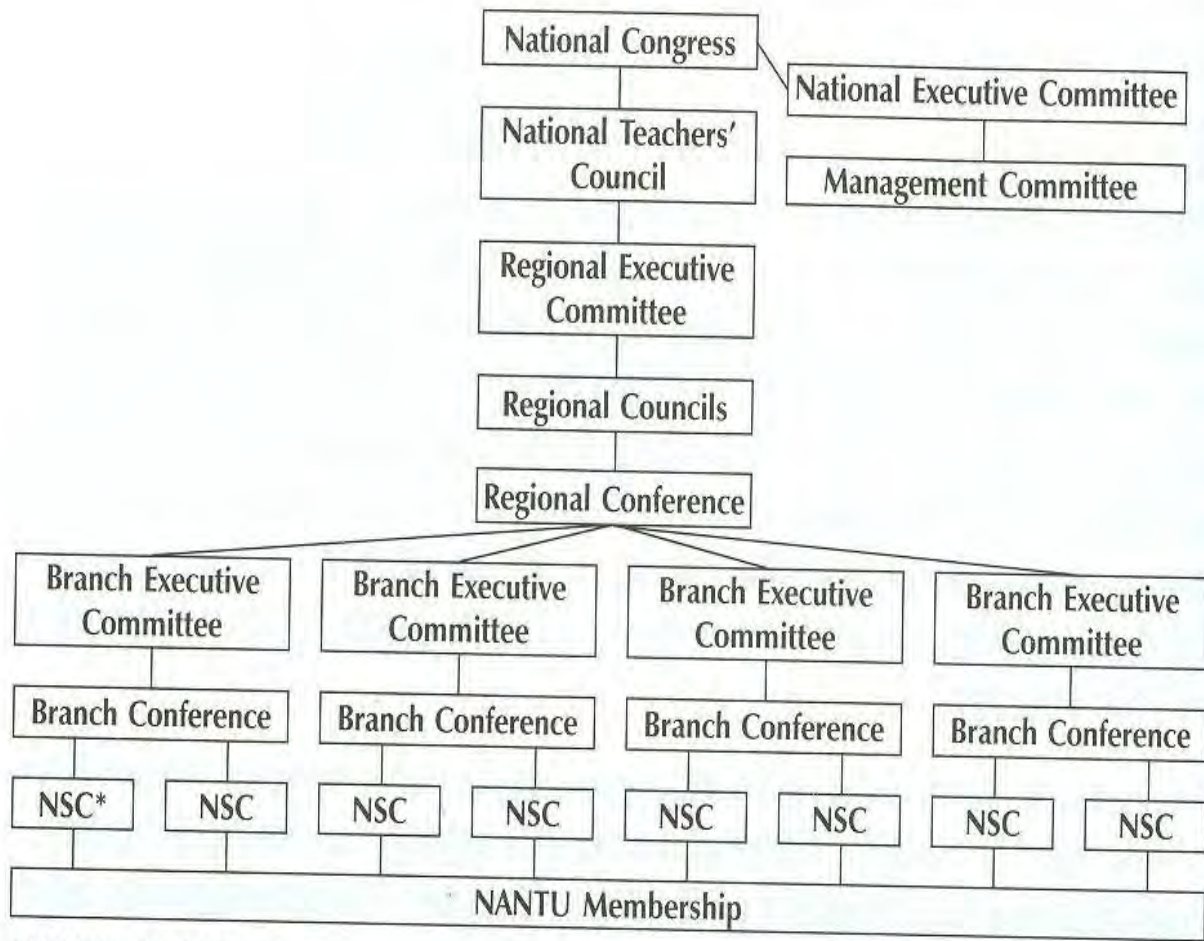 National Congress
National Executive Committee
National Teachers'
Council
Management Committee
Regional Executive
Committee
Regional Councils
Regional Conference
Branch Executive
Committee
Branch Executive
Committee
Branch Executive
Committee
Branch Executive
Committee
Branch Conference
Branch Conference
Branch Conference
Branch Conference
NSC*
NSC
NSC
NSC
NSC
NSC
NSC
NSC
NANTU Membership